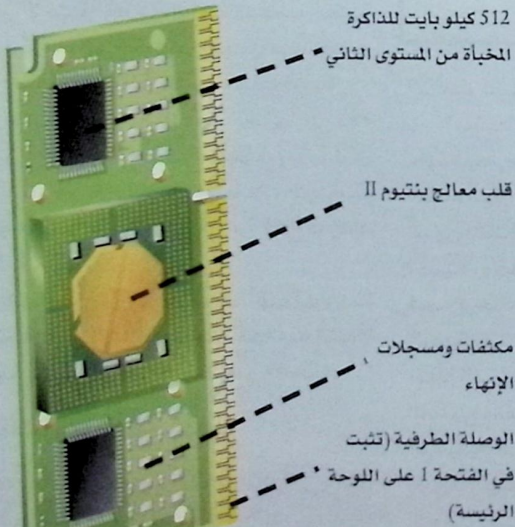 512 كيلو بايت للذاكرة
المخبأة من المستوى الثاني
قلب معالج بنتيوم II
مكثفات ومسجلات
الإنهاء
الوصلة الطرفية (تثبت
في الفتحة 1 على اللوحة
الرئيسة)